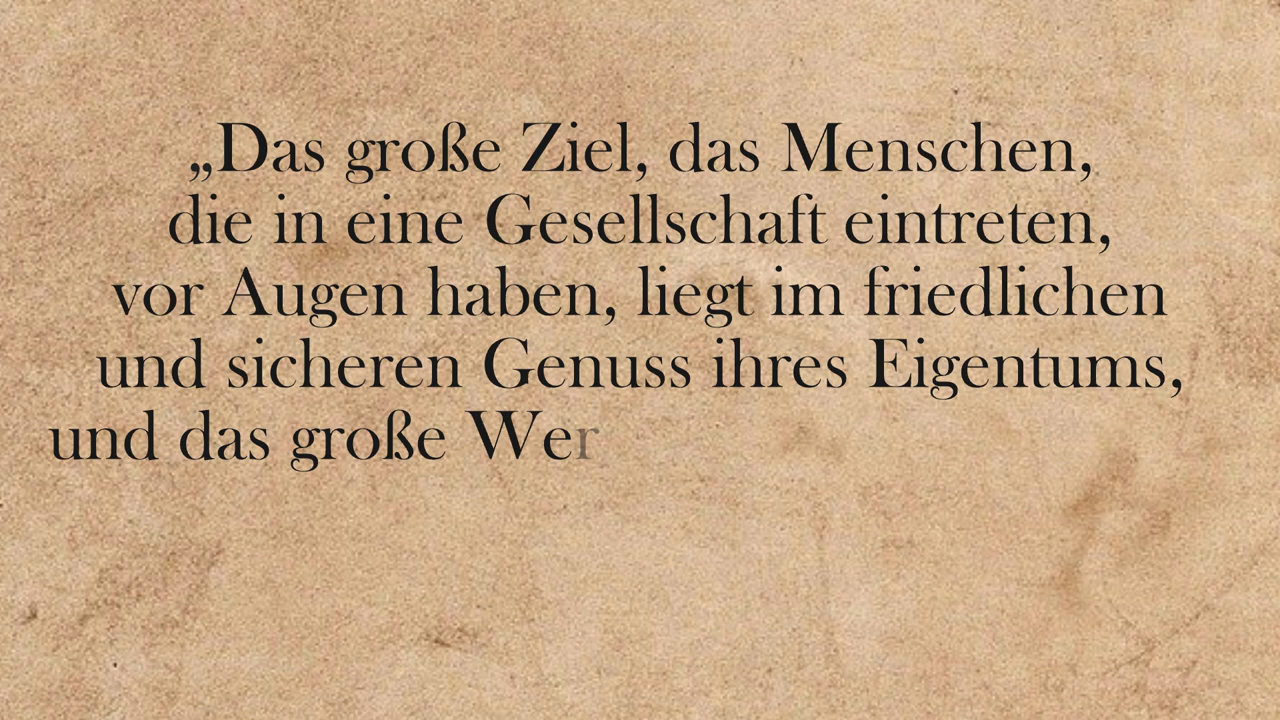 „Das große Ziel, das Menschen,
die in eine Gesellschaft eintreten,
vor Augen haben, liegt im friedlichen
und sicheren Genuss ihres Eigentums,
und das große Wer